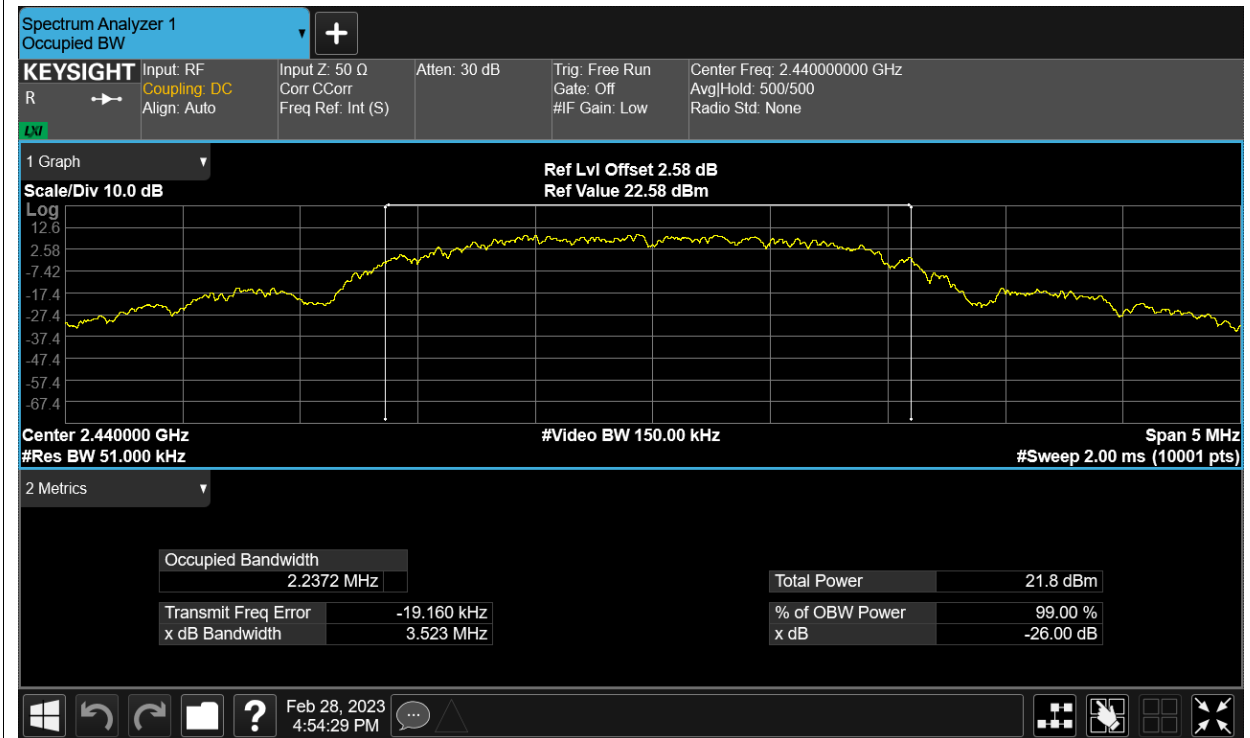 Spectrum Analyzer 1
Occupied BW
KEYSIGHT
R
LXI
Input: RF
Coupling: DC
Align: Auto
Input Z: 50 Ω
Corr CCorr
Freq Ref: Int (S)
Atten: 30 dB
Trig: Free Run
Gate: Off
#IF Gain: Low
Center Freq: 2.440000000 GHz
Avg|Hold: 500/500
Radio Std: None
1 Graph
Scale/Div 10.0 dB
Ref Lvl Offset 2.58 dB
Ref Value 22.58 dBm
Log
12.6
2.58
-7.42
-17.4
-27.4
-37.4
-47.4
-57.4
-67.4
Center 2.440000 GHz
#Res BW 51.000 kHz
#Video BW 150.00 kHz
Span 5 MHz
#Sweep 2.00 ms (10001 pts)
2 Metrics
Occupied Bandwidth
2.2372 MHz
Transmit Freq Error -19.160 kHz
x dB Bandwidth 3.523 MHz
Total Power 21.8 dBm
% of OBW Power 99.00 %
x dB -26.00 dB
?
Feb 28, 2023
4:54:29 PM